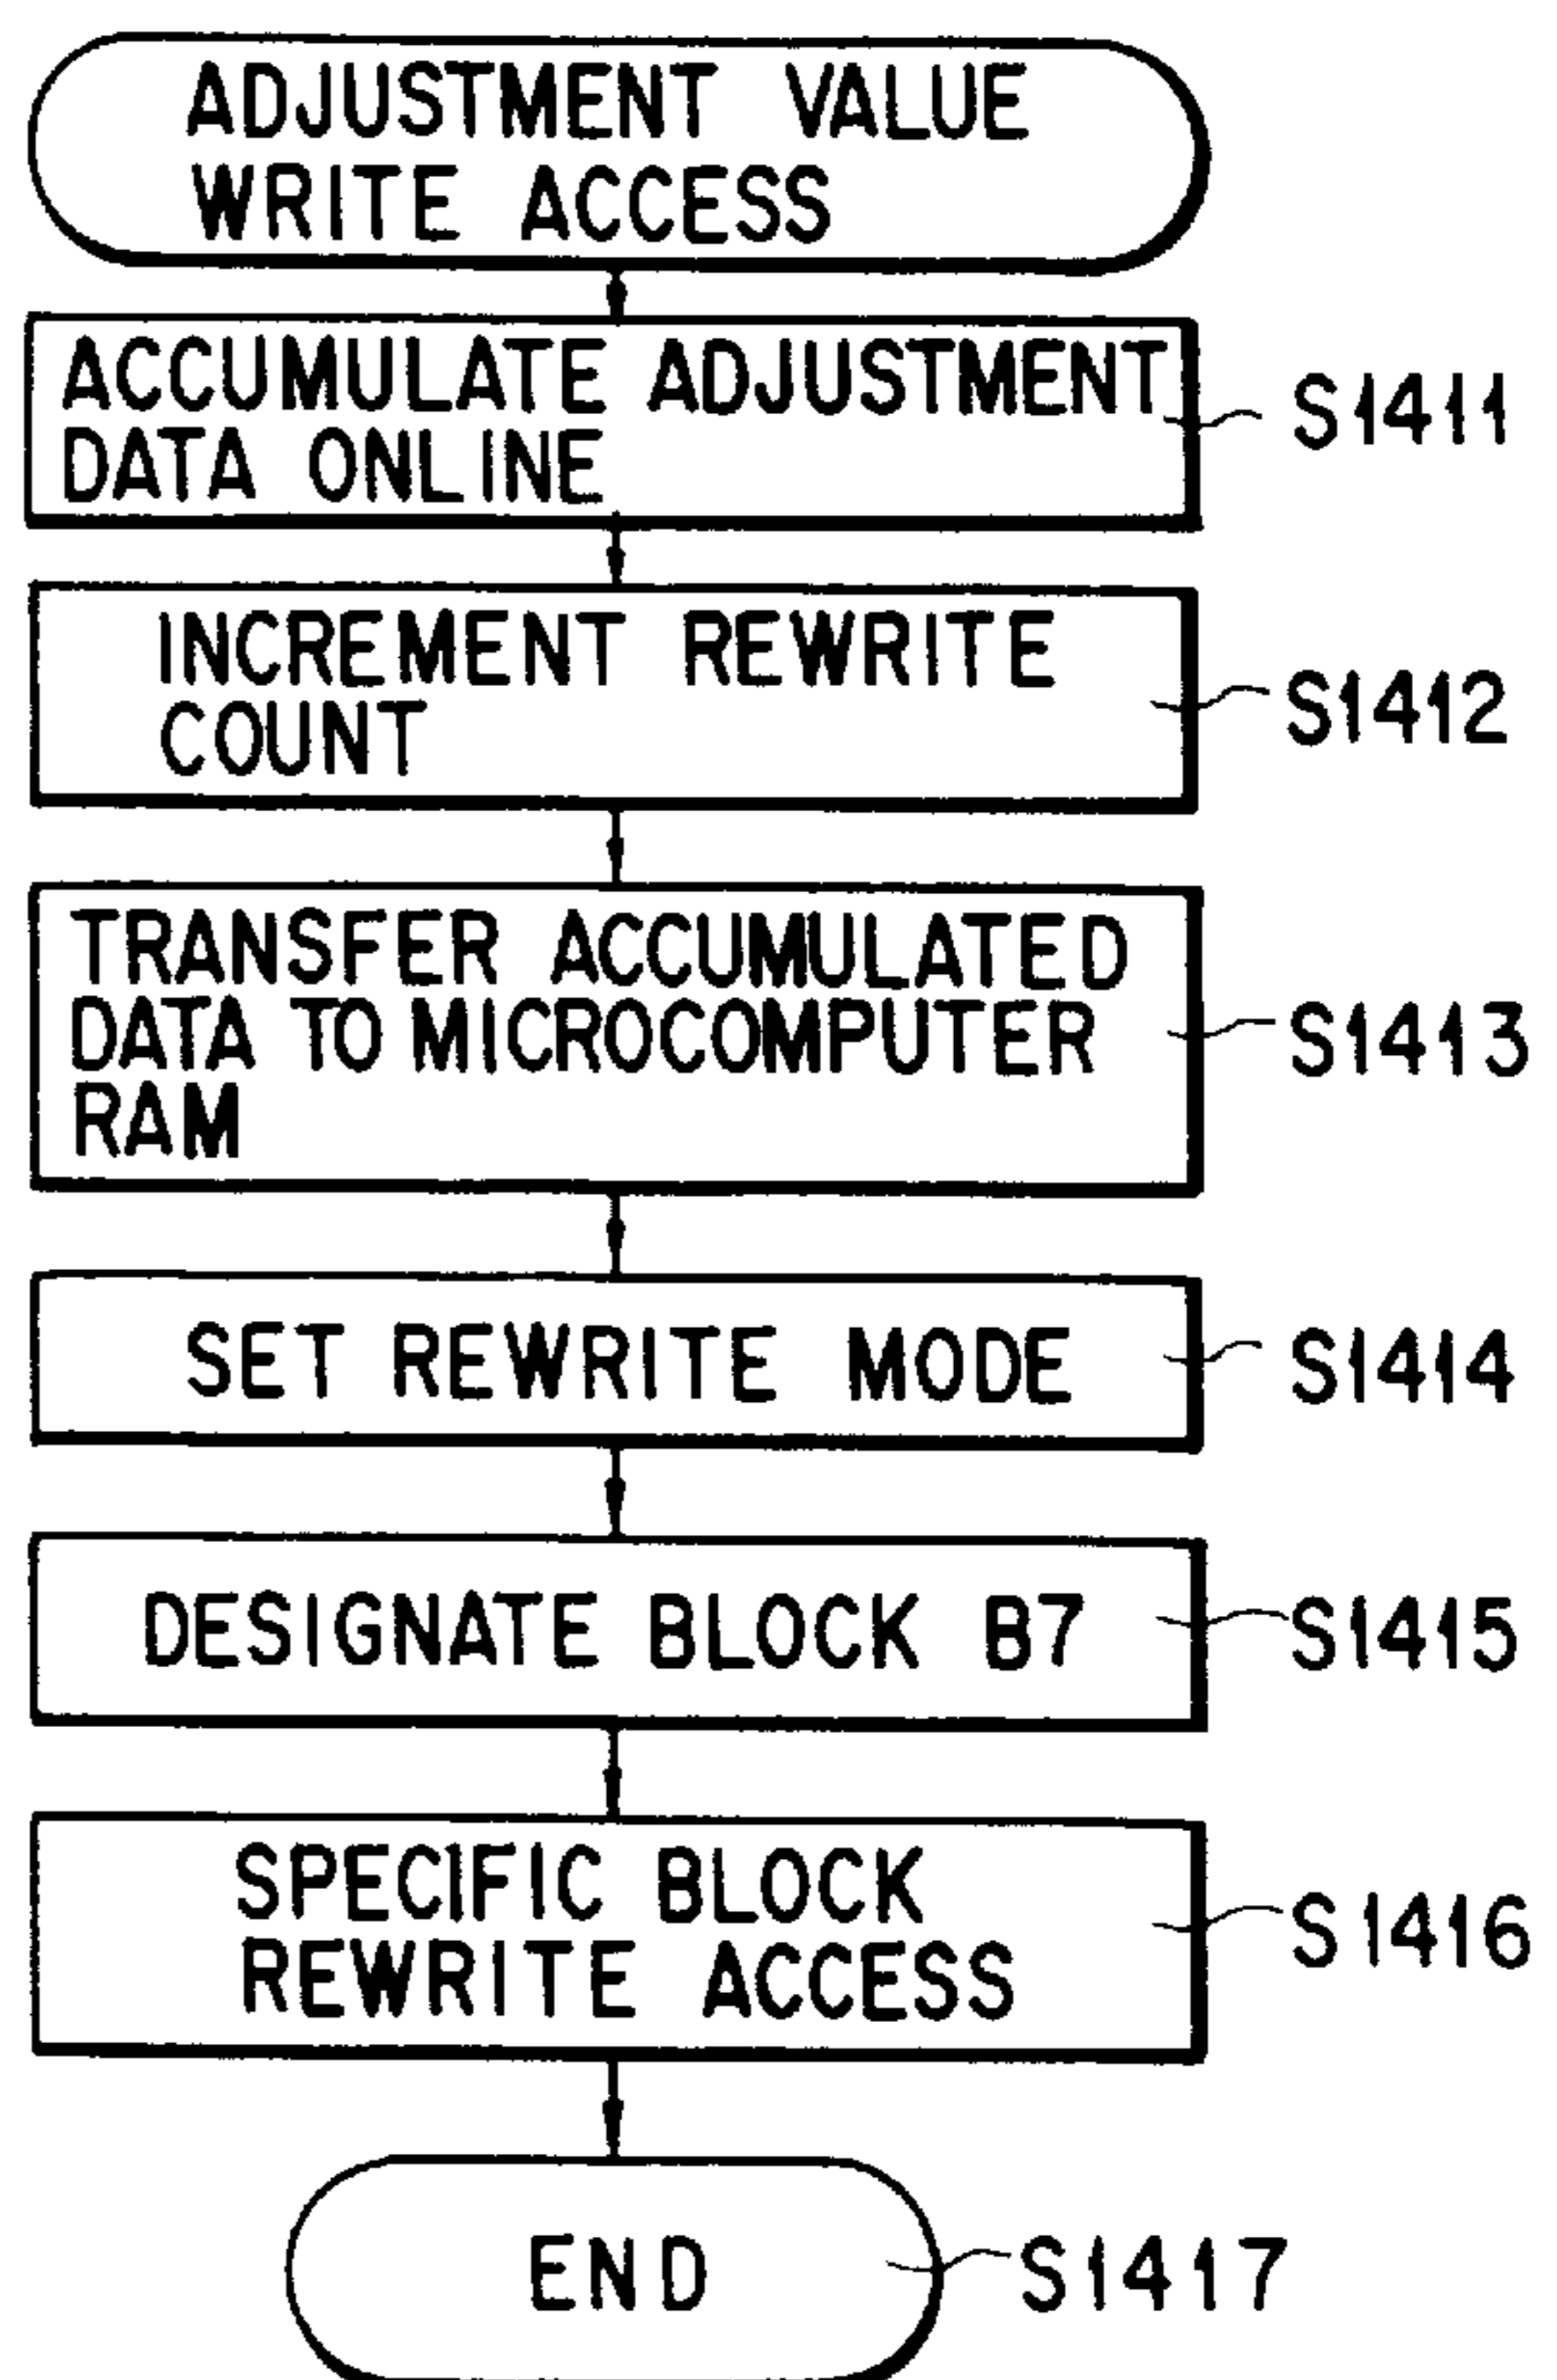 ADJUSTMENT VALUE
WRITE ACCESS
ACCUMULATE ADJUSTMENT
DATA ONLINE
S1411
INCREMENT REWRITE
COUNT
S1412
TRANSFER ACCUMULATED
DATA TO MICROCOMPUTER
RAM
S1413
SET REWRITE MODE
S1414
DESIGNATE BLOCK B7
S1415
SPECIFIC BLOCK
REWRITE ACCESS
S1416
END
S1417